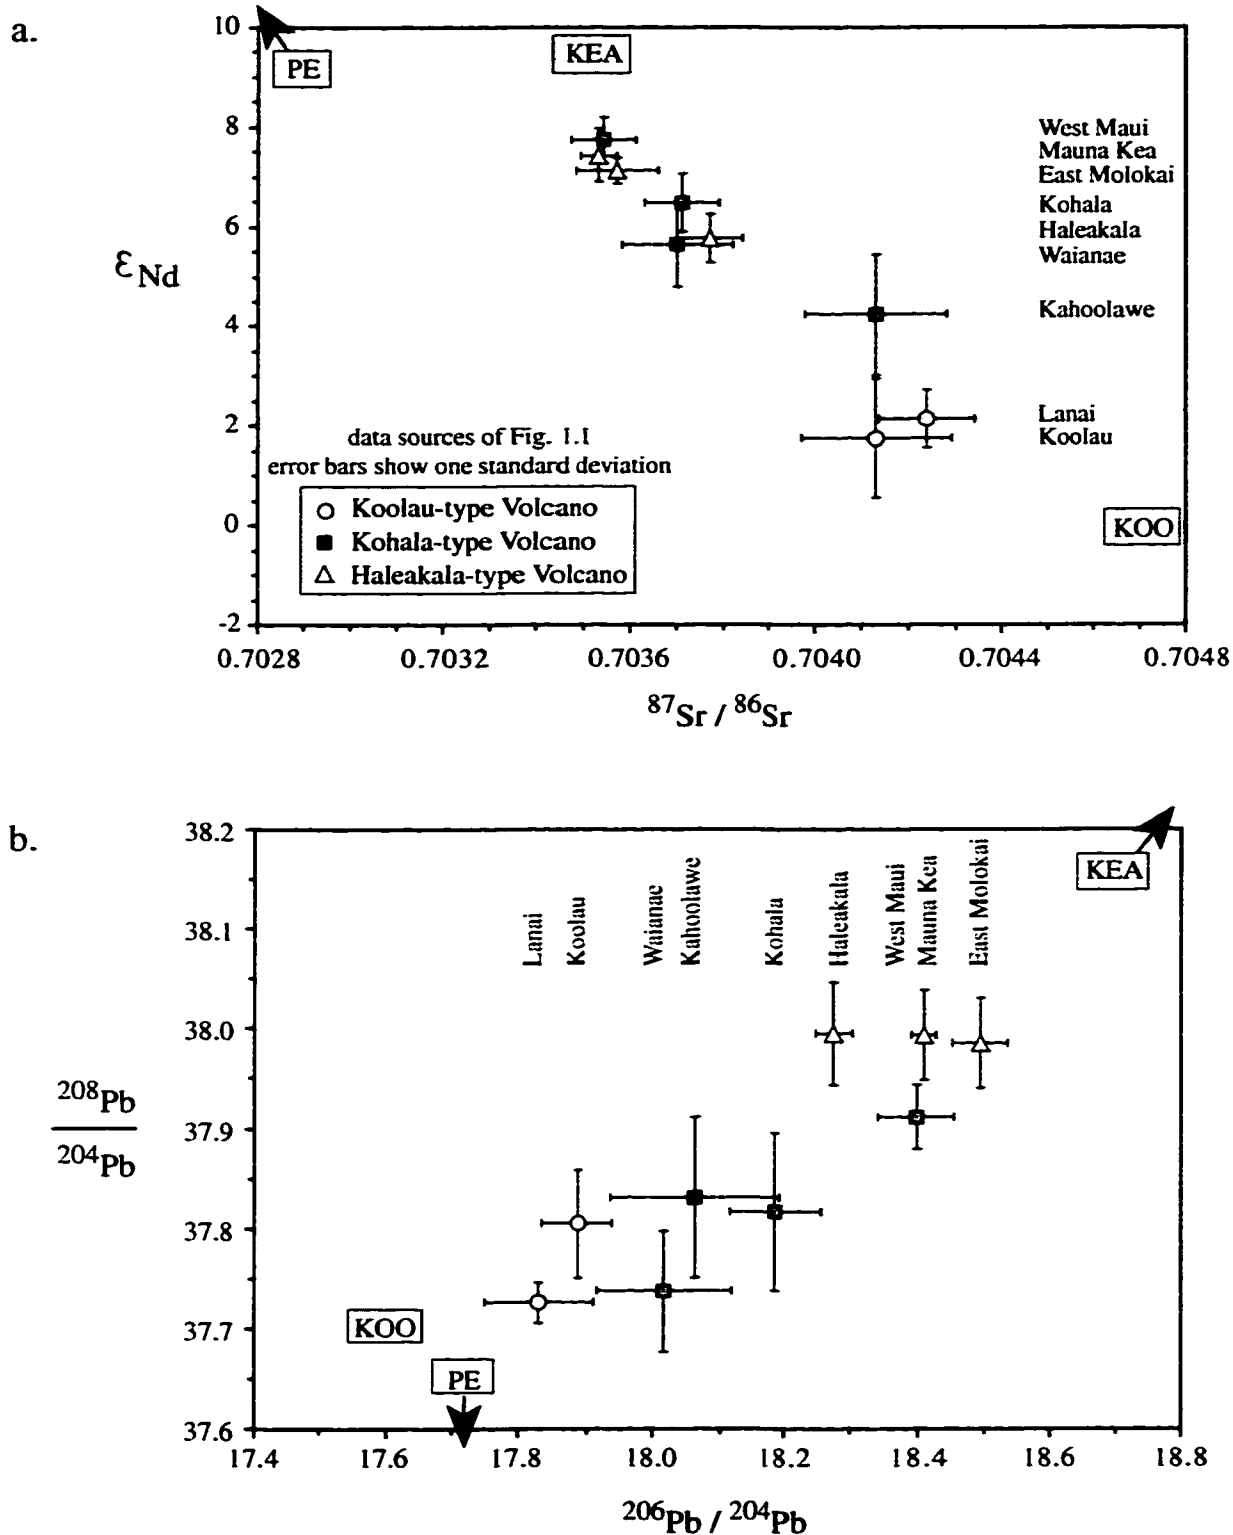 a.
10
PE
KEA
8
West Maui
Mauna Kea
East Molokai
6
Kohala
Haleakala
Waianae
εNd
4
Kahoolawe
2
Lanai
Koolau
data sources of Fig. 1.1
error bars show one standard deviation
Koolau-type Volcano
Kohala-type Volcano
Haleakala-type Volcano
0
KOO
-2
0.7028 0.7032 0.7036 0.7040 0.7044 0.7048
87Sr / 86Sr
b.
38.2
KEA
38.1
Lanai
Koolau
Waianae
Kahoolawe
Kohala
Haleakala
West Maui
Mauna Kea
East Molokai
38.0
208Pb
204Pb
37.9
37.8
37.7
KOO
PE
37.6
17.4 17.6 17.8 18.0 18.2 18.4 18.6 18.8
206Pb / 204Pb